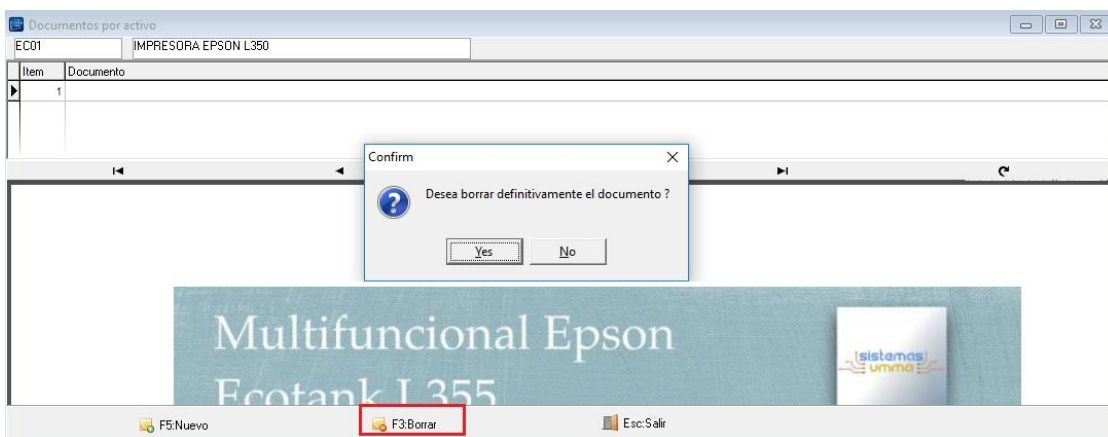 Documentos por activo
EC01 IMPRESORA EPSON L350
Item Documento
1
Confirm
Desea borrar definitivamente el documento ?
Yes No
Multifuncional Epson
Ecotank L355
sistemas
umma
F5:Nuevo F3:Borrar Esc:Salir